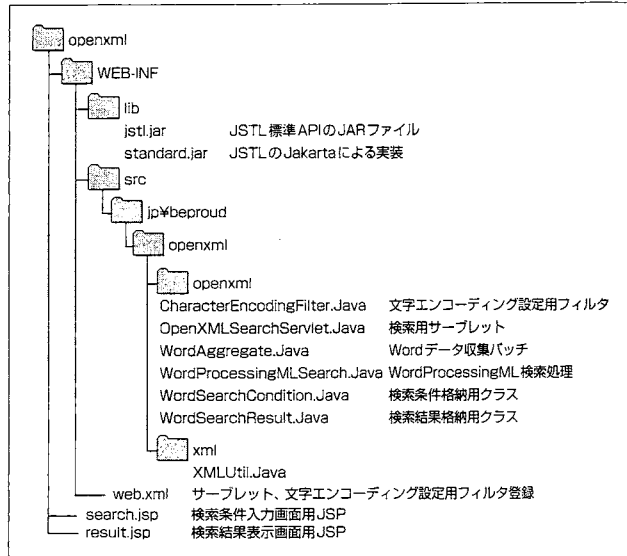 openxml
WEB-INF
lib
jstl.jar JSTL標準APIのJARファイル
standard.jar JSTLのJakartaによる実装
src
jp¥beproud
openxml
openxml
CharacterEncodingFilter.Java 文字エンコーディング設定用フィルタ
OpenXMLSearchServlet.Java 検索用サーブレット
WordAggregate.Java Wordデータ収集バッチ
WordProcessingMLSearch.Java WordProcessingML検索処理
WordSearchCondition.Java 検索条件格納用クラス
WordSearchResult.Java 検索結果格納用クラス
xml
XMLUtil.Java
web.xml サーブレット、文字エンコーディング設定用フィルタ登録
search.jsp 検索条件入力画面用JSP
result.jsp 検索結果表示画面用JSP